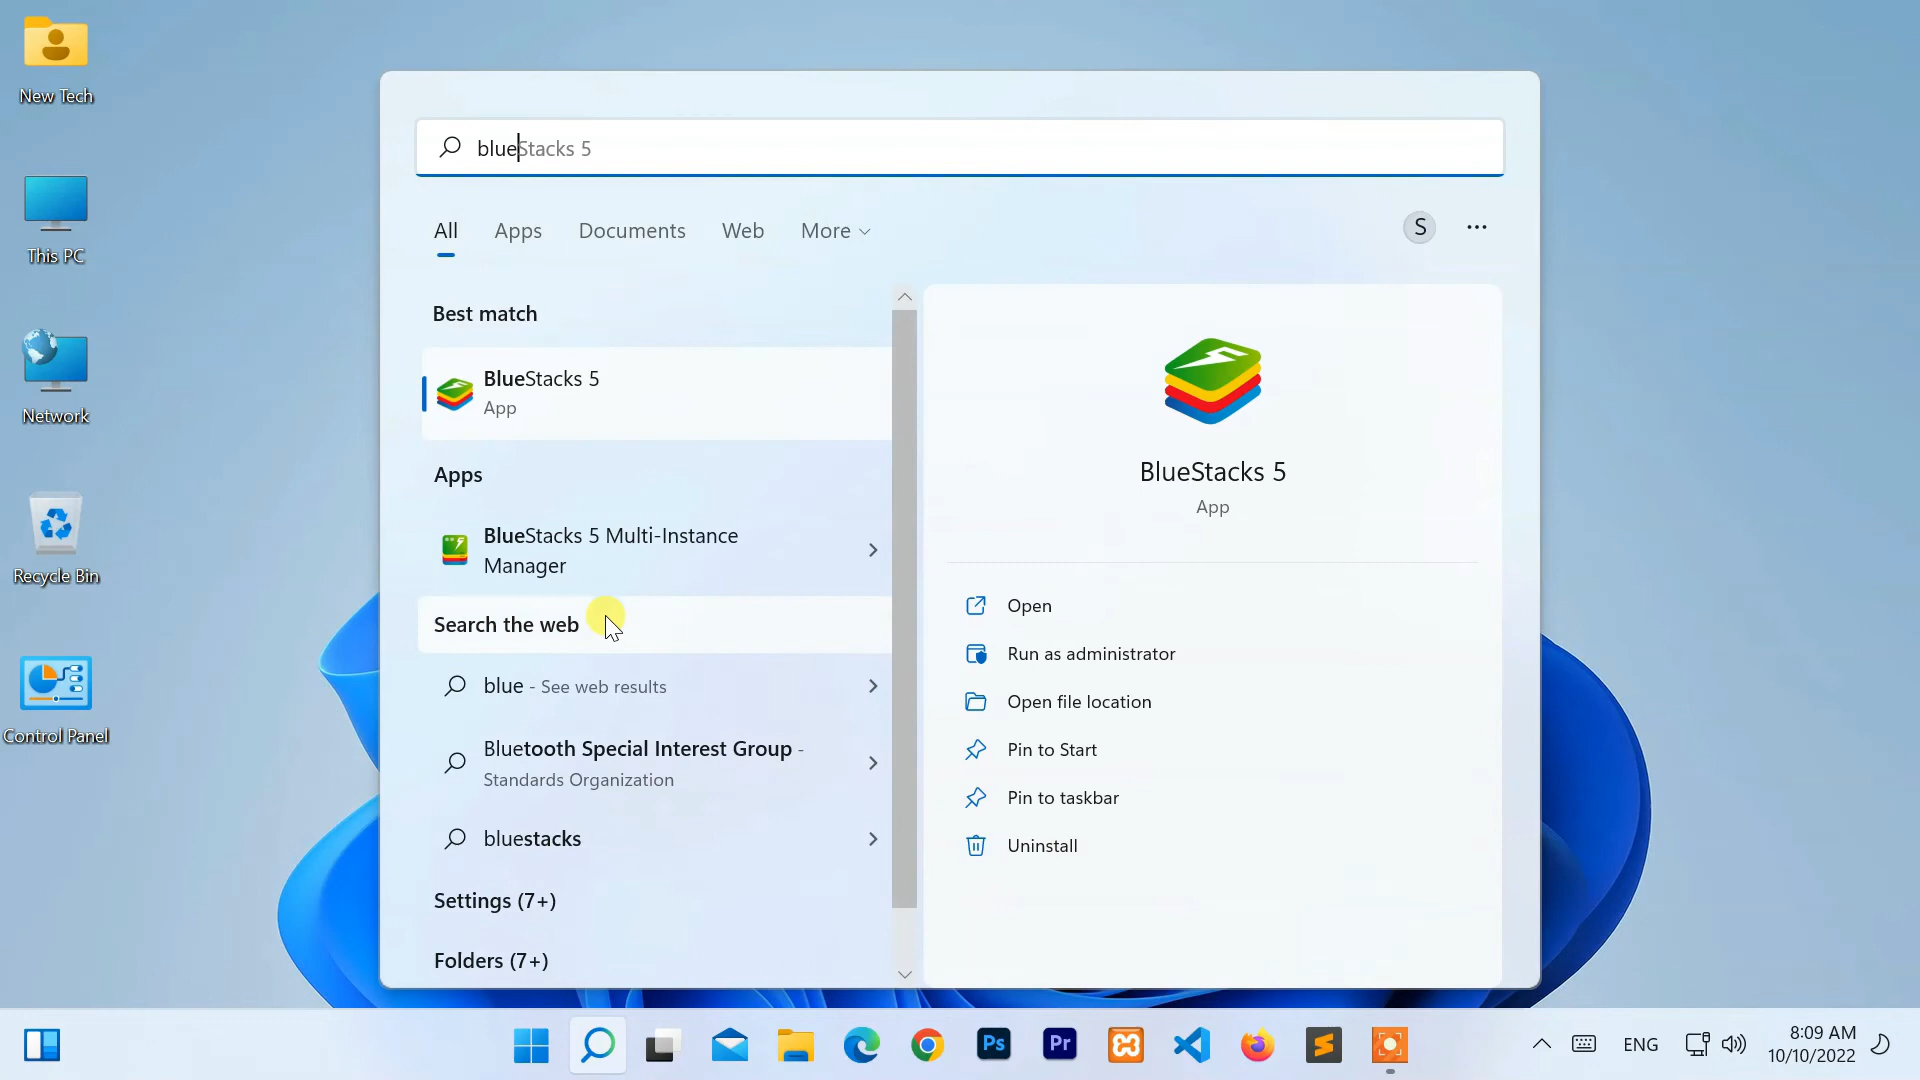 New Tech
This PC
Network
Recycle Bin
Control Panel
blueStacks 5
All Apps Documents Web More
S
Best match
BlueStacks 5
App
Apps
BlueStacks 5 Multi-Instance
Manager
Search the web
blue - See web results
Bluetooth Special Interest Group -
Standards Organization
bluestacks
Settings (7+)
Folders (7+)
BlueStacks 5
App
Open
Run as administrator
Open file location
Pin to Start
Pin to taskbar
Uninstall
Ps
Pr
ENG
8:09 AM
10/10/2022